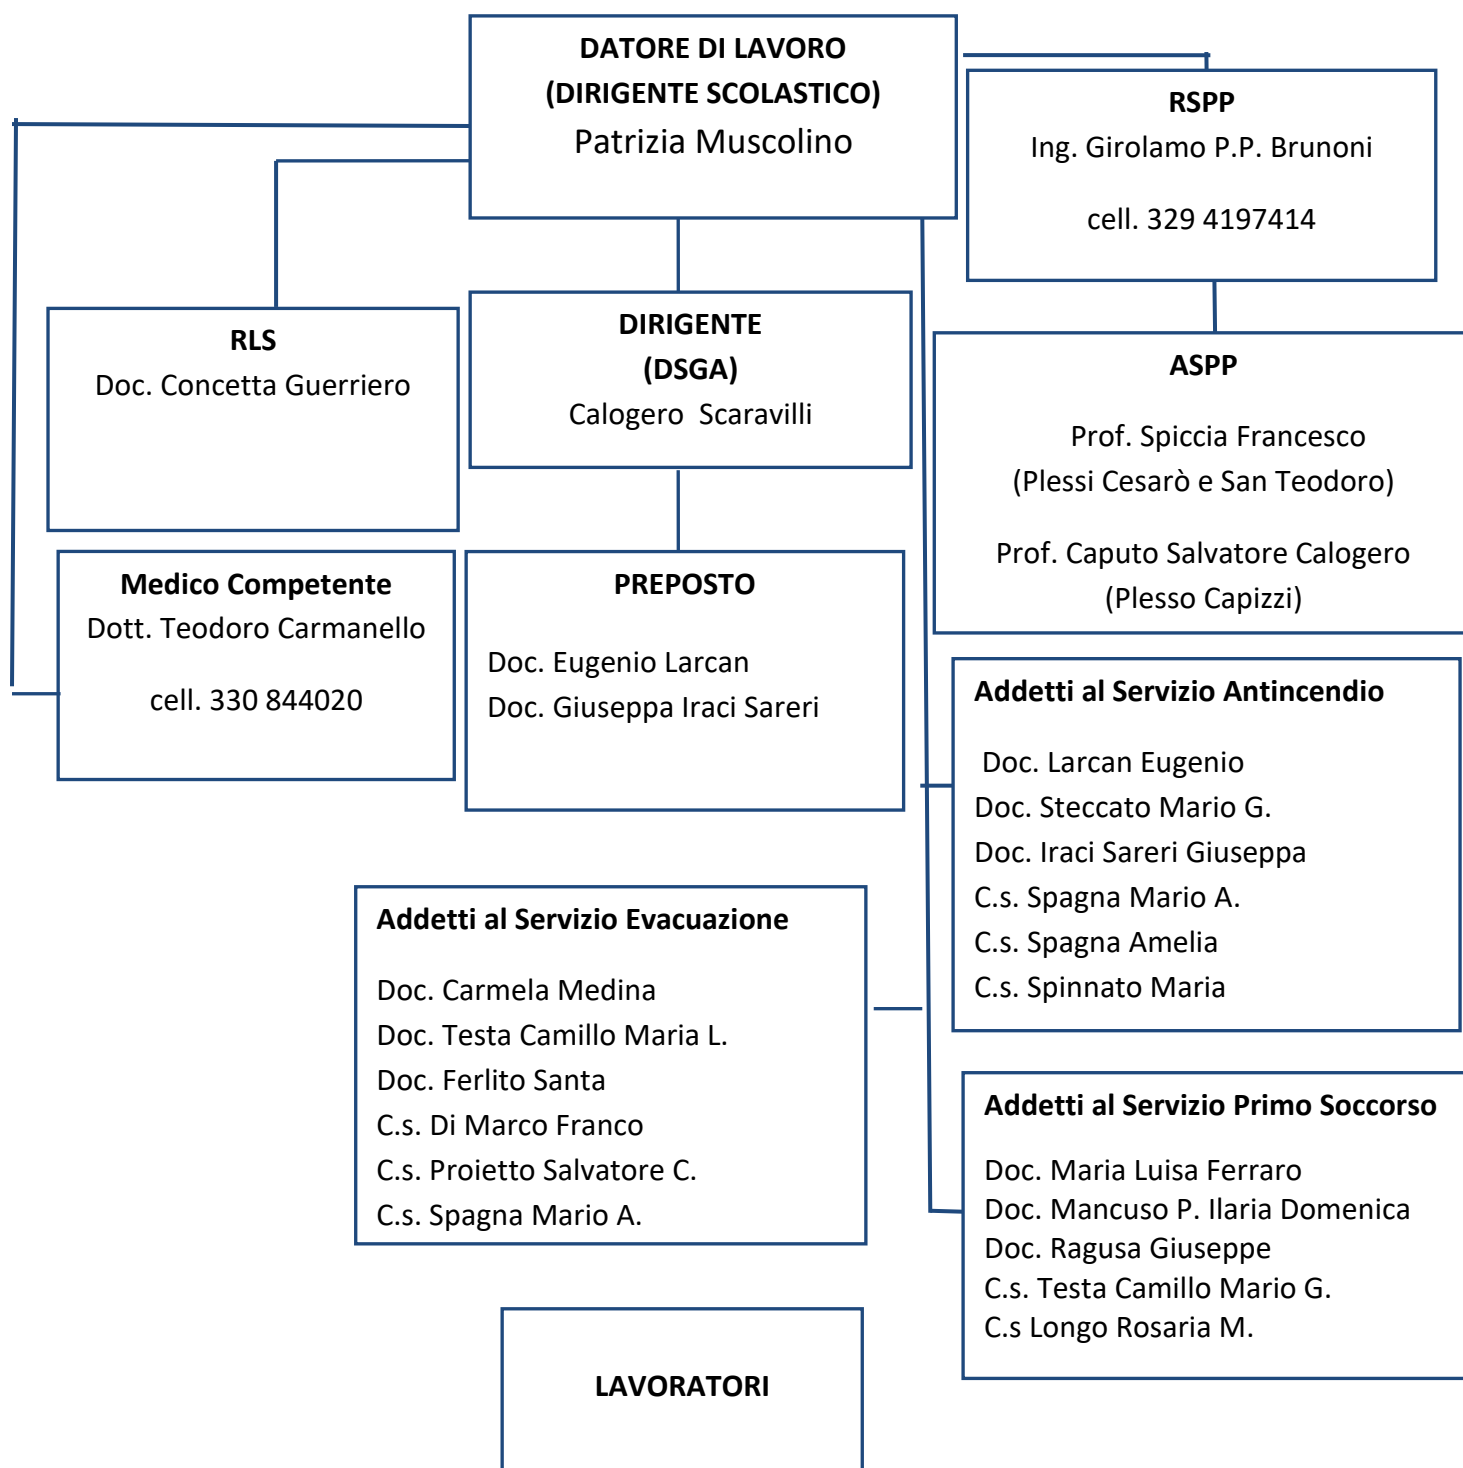 DATORE DI LAVORO
(DIRIGENTE SCOLASTICO)
Patrizia Muscolino
RSPP
Ing. Girolamo P.P. Brunoni
cell. 329 4197414
RLS
Doc. Concetta Guerriero
DIRIGENTE
(DSGA)
Calogero  Scaravilli
ASPP
Prof. Spiccia Francesco
(Plessi Cesarò e San Teodoro)
Prof. Caputo Salvatore Calogero
(Plesso Capizzi)
Medico Competente
Dott. Teodoro Carmanello
cell. 330 844020
PREPOSTO
Doc. Eugenio Larcan
Doc. Giuseppa Iraci Sareri
Addetti al Servizio Antincendio
Doc. Larcan Eugenio
Doc. Steccato Mario G.
Doc. Iraci Sareri Giuseppa
C.s. Spagna Mario A.
C.s. Spagna Amelia
C.s. Spinnato Maria
Addetti al Servizio Evacuazione
Doc. Carmela Medina
Doc. Testa Camillo Maria L.
Doc. Ferlito Santa
C.s. Di Marco Franco
C.s. Proietto Salvatore C.
C.s. Spagna Mario A.
Addetti al Servizio Primo Soccorso
Doc. Maria Luisa Ferraro
Doc. Mancuso P. Ilaria Domenica
Doc. Ragusa Giuseppe
C.s. Testa Camillo Mario G.
C.s Longo Rosaria M.
LAVORATORI